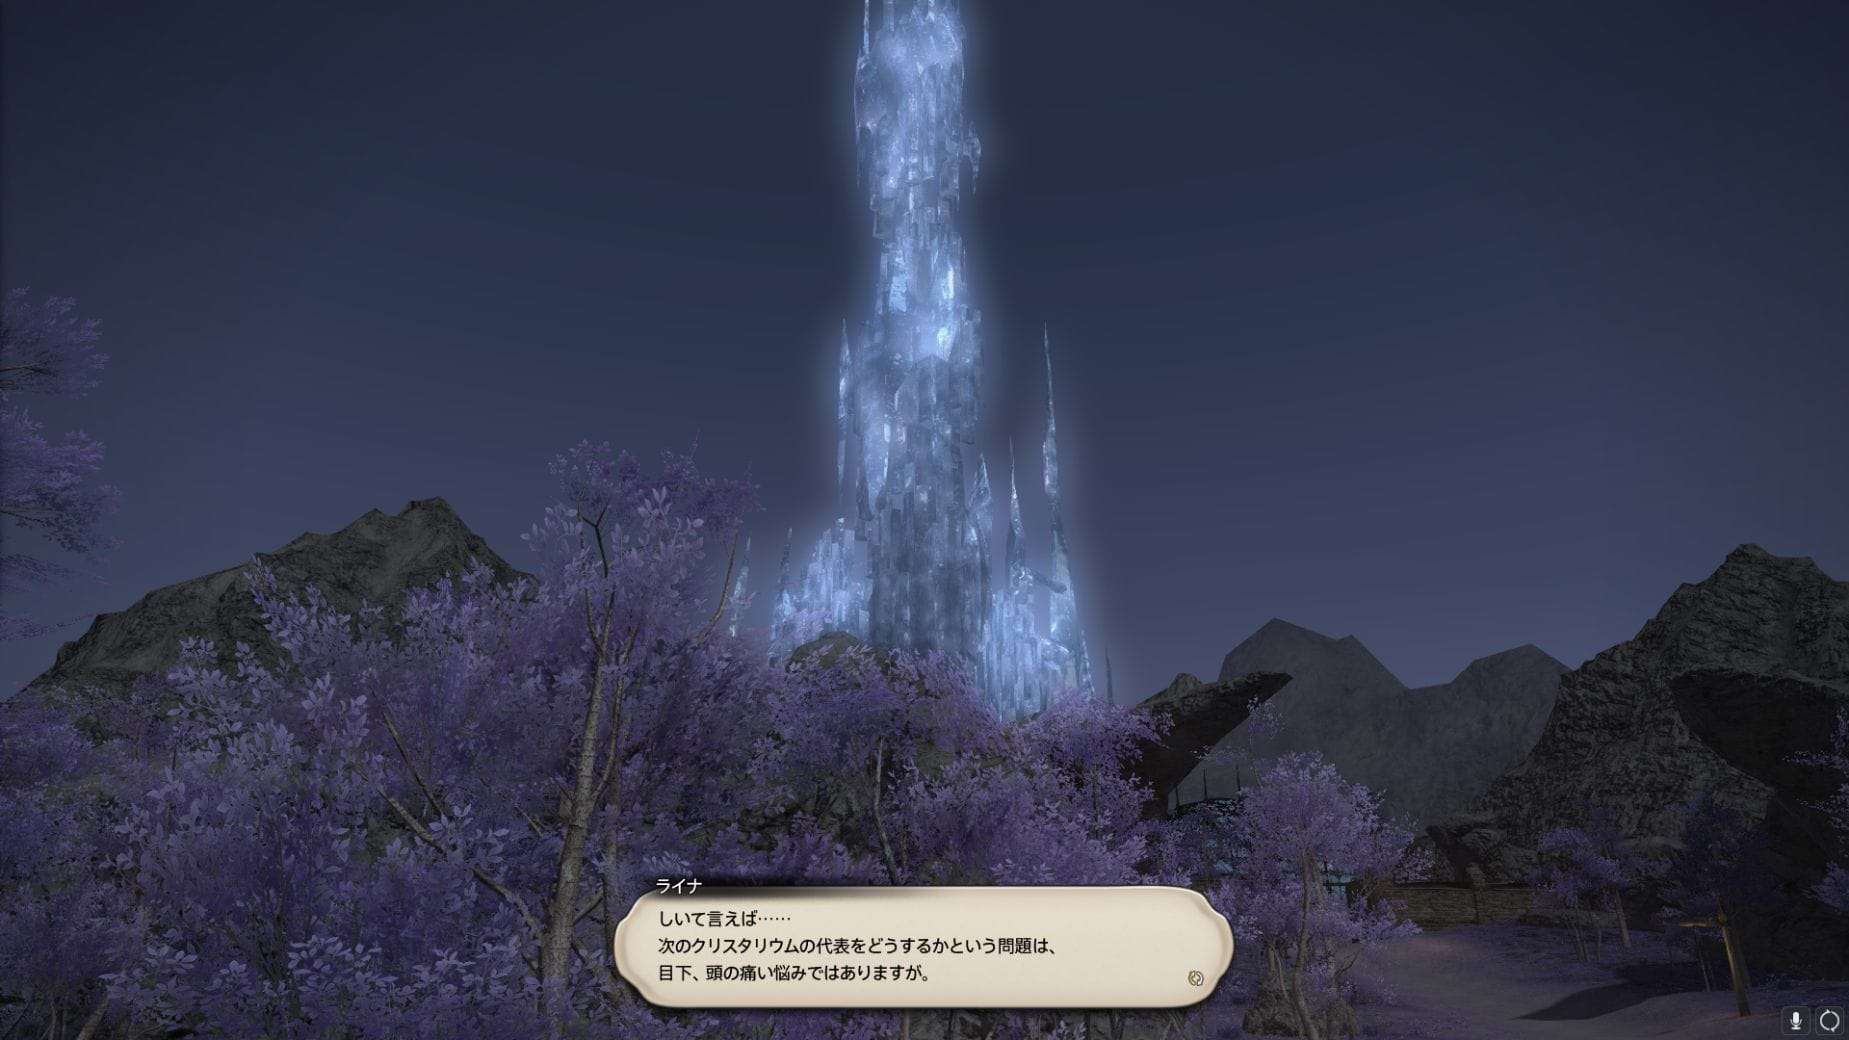 ライナ
しいて言えば……
次のクリスタリウムの代表をどうするかという問題は、
目下、頭の痛い悩みではありますが。